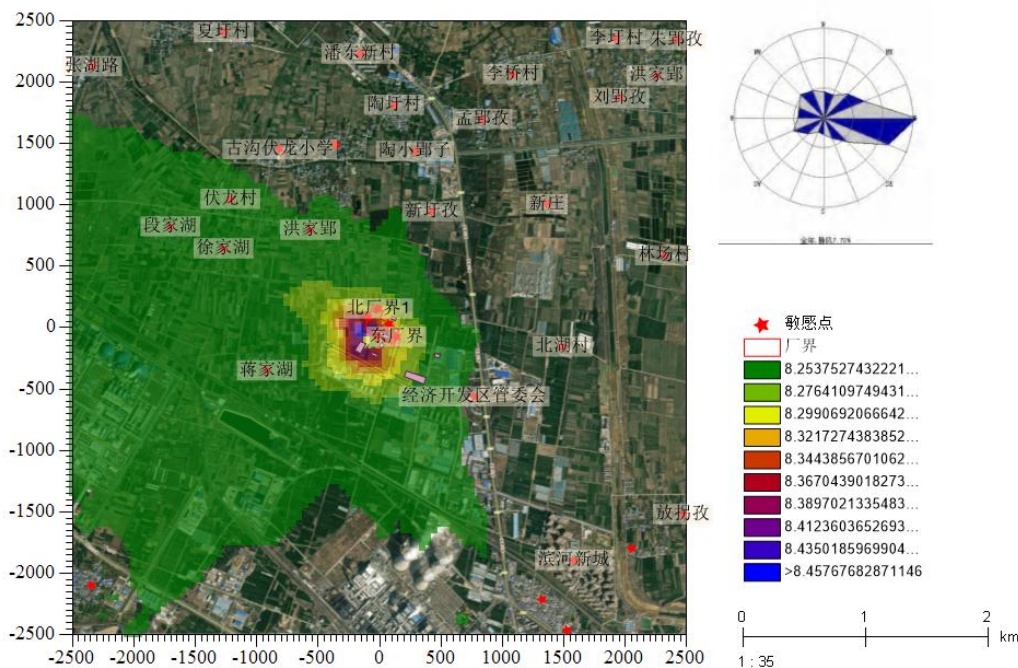 2500
夏圩村
李圩村 朱郢孜
潘东新村
张湖路
李桥村
洪家郢
2000
陶圩村
刘郢孜
孟郢孜
1500
古沟伏龙小学
陶小郢子
伏龙村
1000
新圩孜
新庄
段家湖
洪家郢
徐家湖
林场村
500
北厂界1
0
东厂界
北湖村
蒋家湖
-500
经济开发区管委会
-1000
-1500
放拐孜
滨河新城
-2000
-2500
-2500 -2000 -1500 -1000 -500 0 500 1000 1500 2000 2500
敏感点
厂界
8.2537527432221...
8.2764109749431...
8.2990692066642...
8.3217274383852...
8.3443856701062...
8.3670439018273...
8.3897021335483...
8.4123603652693...
8.4350185969904...
>8.45767682871146
0 1 2
km
1 : 35